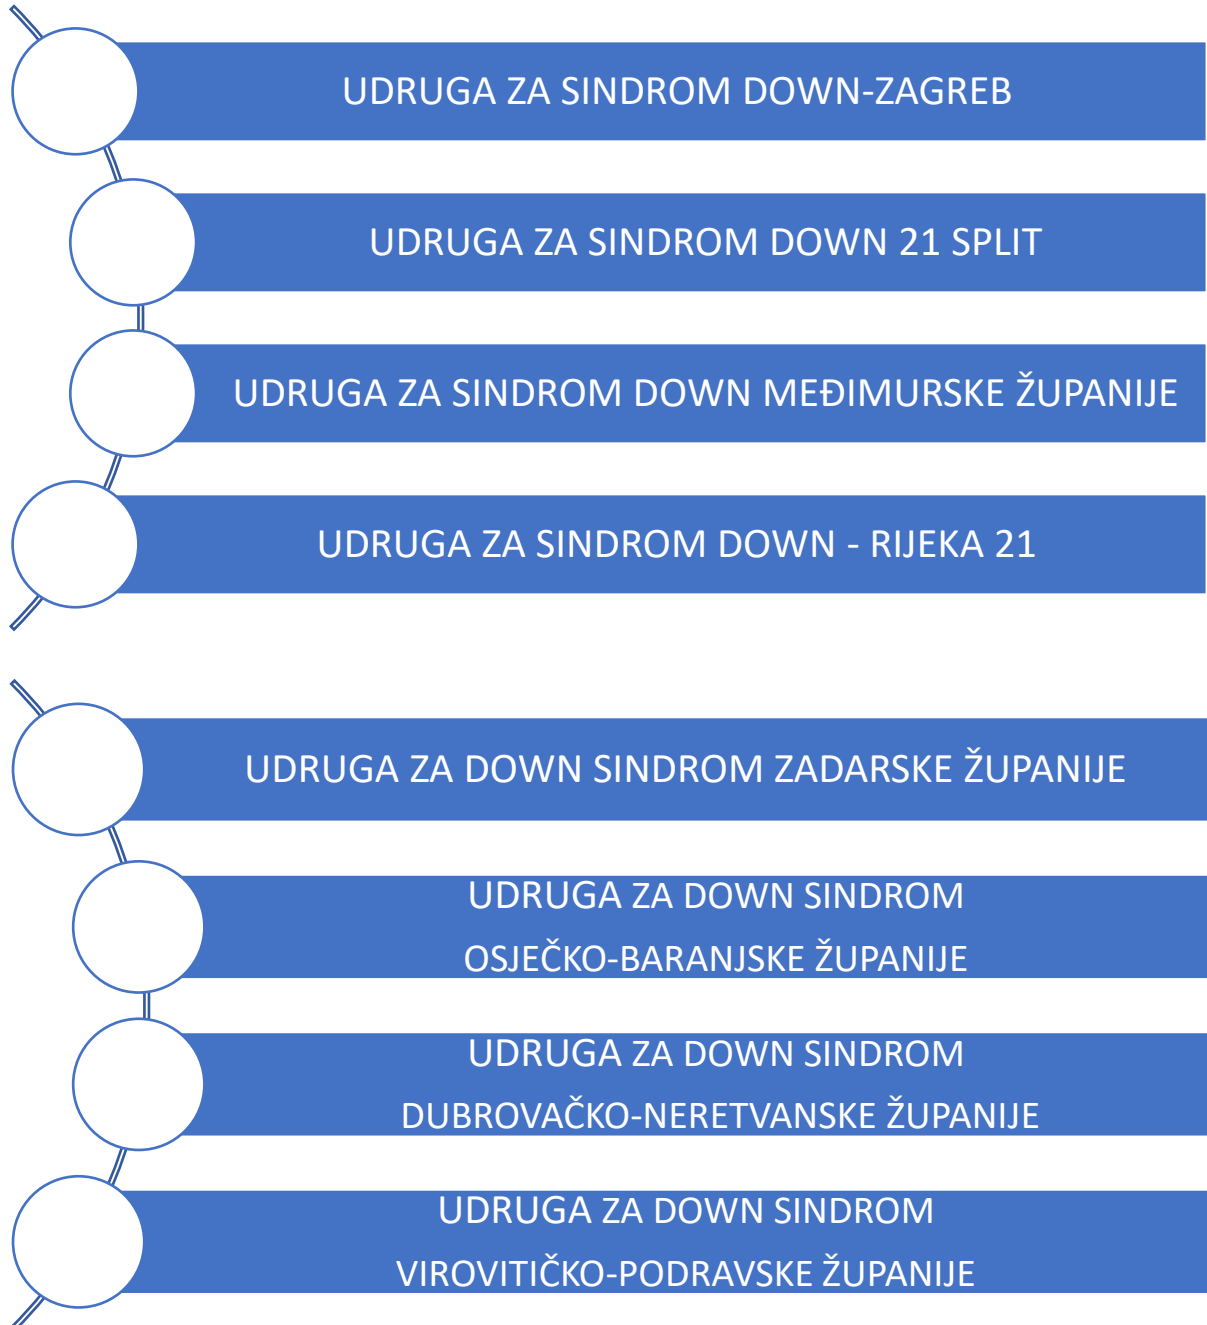 UDRUGA ZA SINDROM DOWN-ZAGREB
UDRUGA ZA SINDROM DOWN 21 SPLIT
UDRUGA ZA SINDROM DOWN MEĐIMURSKE ŽUPANIJE
UDRUGA ZA SINDROM DOWN - RIJEKA 21
UDRUGA ZA DOWN SINDROM ZADARSKE ŽUPANIJE
UDRUGA ZA DOWN SINDROM
OSJEČKO-BARANJSKE ŽUPANIJE
UDRUGA ZA DOWN SINDROM
DUBROVAČKO-NERETVANSKE ŽUPANIJE
UDRUGA ZA DOWN SINDROM
VIROVITIČKO-PODRAVSKE ŽUPANIJE